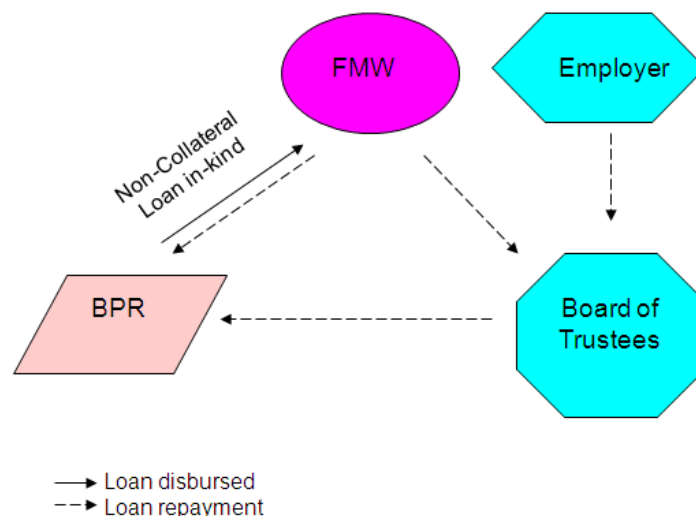 FMW
Employer
Non-Collateral
Loan in-kind
BPR
Board of
Trustees
Loan disbursed
Loan repayment